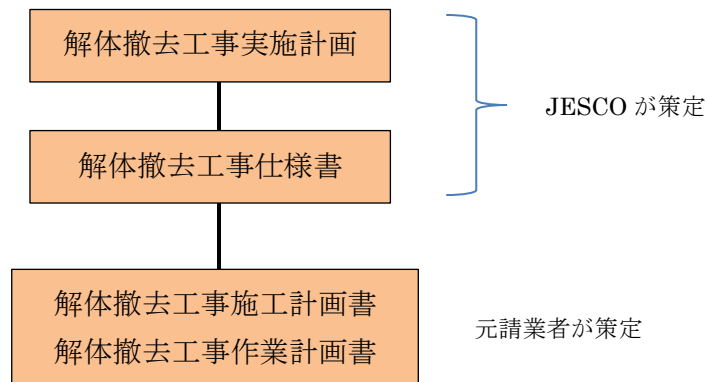 解体撤去工事実施計画
JESCO が策定
解体撤去工事仕様書
解体撤去工事施工計画書
解体撤去工事作業計画書
元請業者が策定